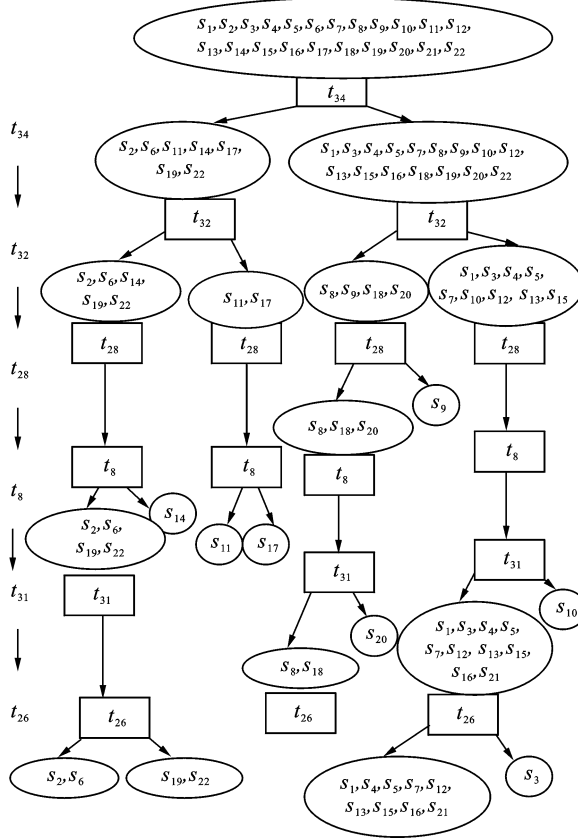 S₁,S₂,S₃,S₄,S₅,S₆,S₇,S₈,S₉,S₁₀,S₁₁,S₁₂,
S₁₃,S₁₄,S₁₅,S₁₆,S₁₇,S₁₈,S₁₉,S₂₀,S₂₁,S₂₂
t₃₄
t₃₄
S₂,S₆,S₁₁,S₁₄,S₁₇,
S₁₉,S₂₂
S₁,S₃,S₄,S₅,S₇,S₈,S₉,S₁₀,S₁₂,
S₁₃,S₁₅,S₁₆,S₁₈,S₁₉,S₂₀,S₂₂
t₃₂
t₃₂
t₃₂
S₂,S₆,S₁₄,
S₁₉,S₂₂
S₁₁,S₁₇
S₈,S₉,S₁₈,S₂₀
S₁,S₃,S₄,S₅,
S₇,S₁₀,S₁₂, S₁₃,S₁₅
t₂₈
t₂₈
t₂₈
t₂₈
t₂₈
S₉
S₈,S₁₈,S₂₀
t₈
t₈
t₈
t₈
t₈
S₁₄
S₂,S₆,
S₁₉,S₂₂
S₁₁
S₁₇
t₃₁
t₃₁
t₃₁
t₃₁
S₁₀
S₂₀
S₁,S₃,S₄,S₅,
S₇,S₁₂, S₁₃,S₁₅,
S₁₆,S₂₁
S₈,S₁₈
t₂₆
t₂₆
t₂₆
t₂₆
S₂,S₆
S₁₉,S₂₂
S₁,S₄,S₅,S₇,S₁₂,
S₁₃,S₁₅,S₁₆,S₂₁
S₃